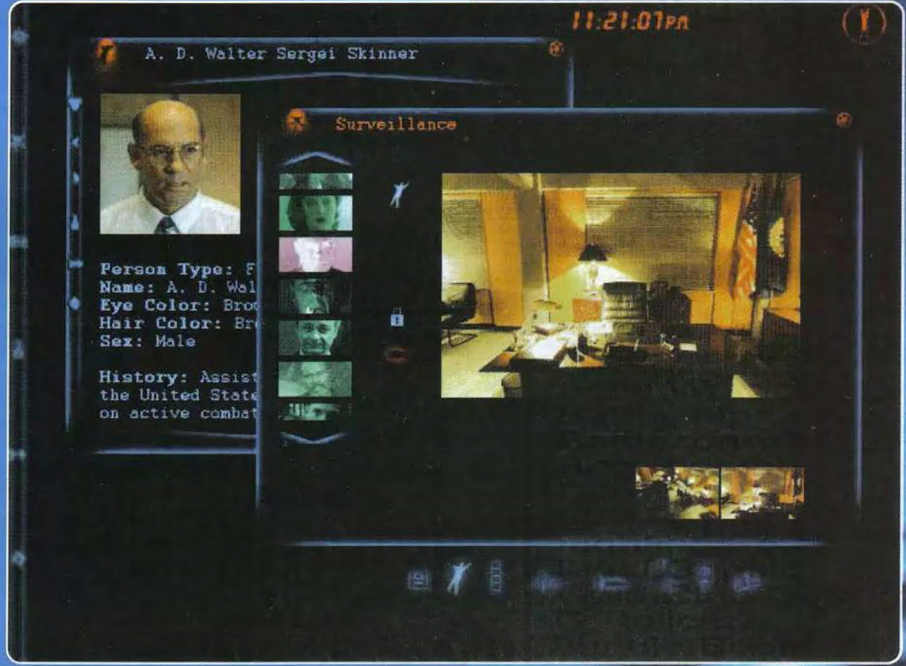 11:21:07PM
A. D. Walter Sergei Skinner
Surveillance
Person Type: F
Name: A. D. Wal
Eye Color: Bro
Hair Color: Br
Sex: Male
History: Assist
the United State
on active combat